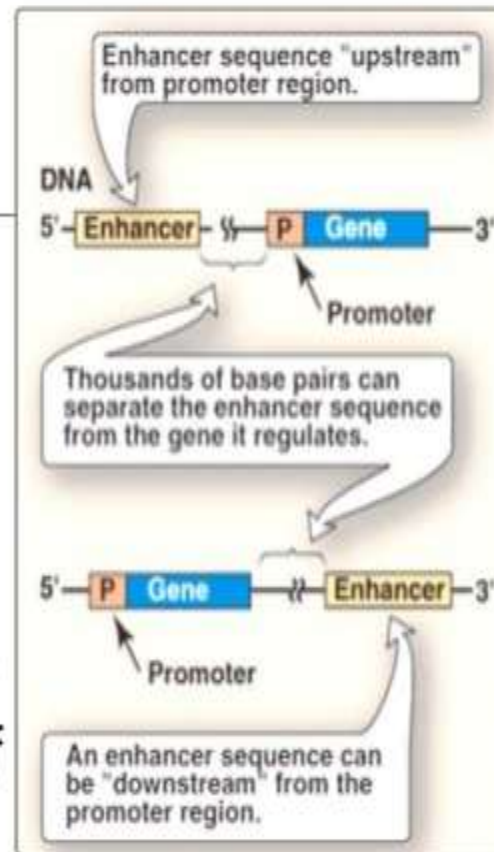 Enhancer sequence "upstream"
from promoter region.
DNA
5' Enhancer P Gene 3'
Promoter
Thousands of base pairs can
separate the enhancer sequence
from the gene it regulates.
5' P Gene Enhancer 3'
Promoter
An enhancer sequence can
be "downstream" from the
promoter region.